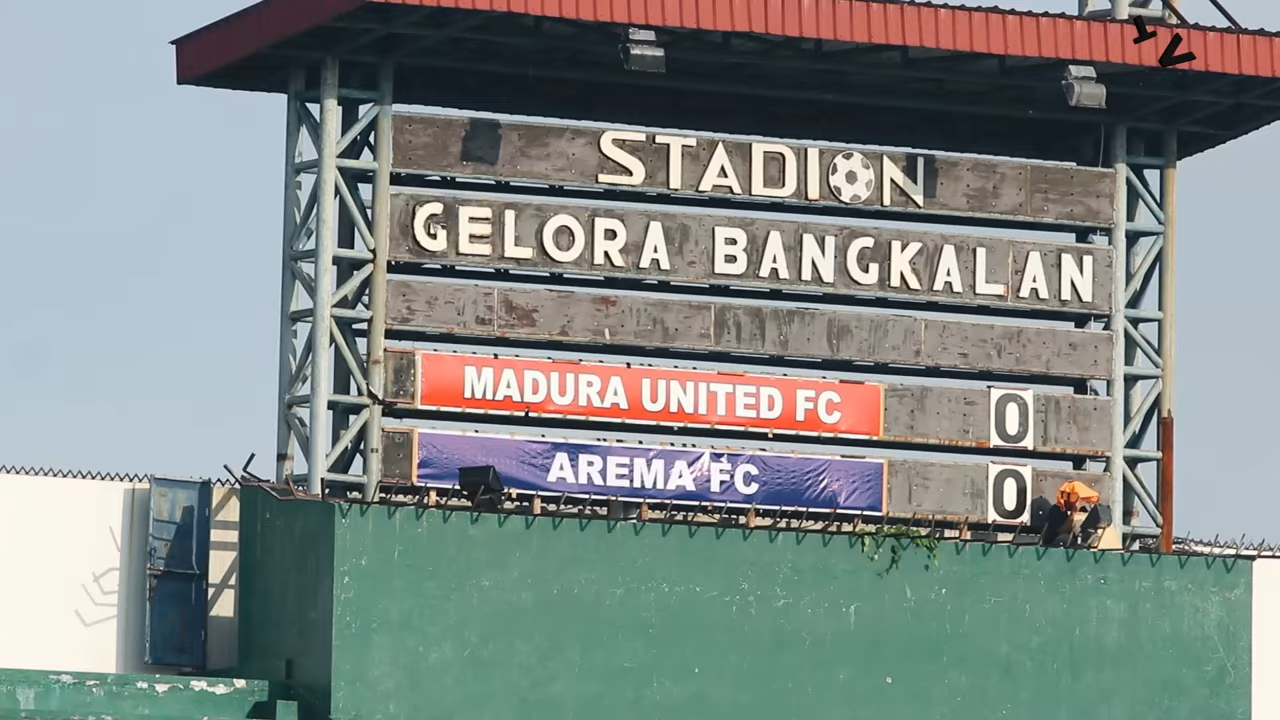 STADION
GELORA BANGKALAN
MADURA UNITED FC 0
AREMA FC 0